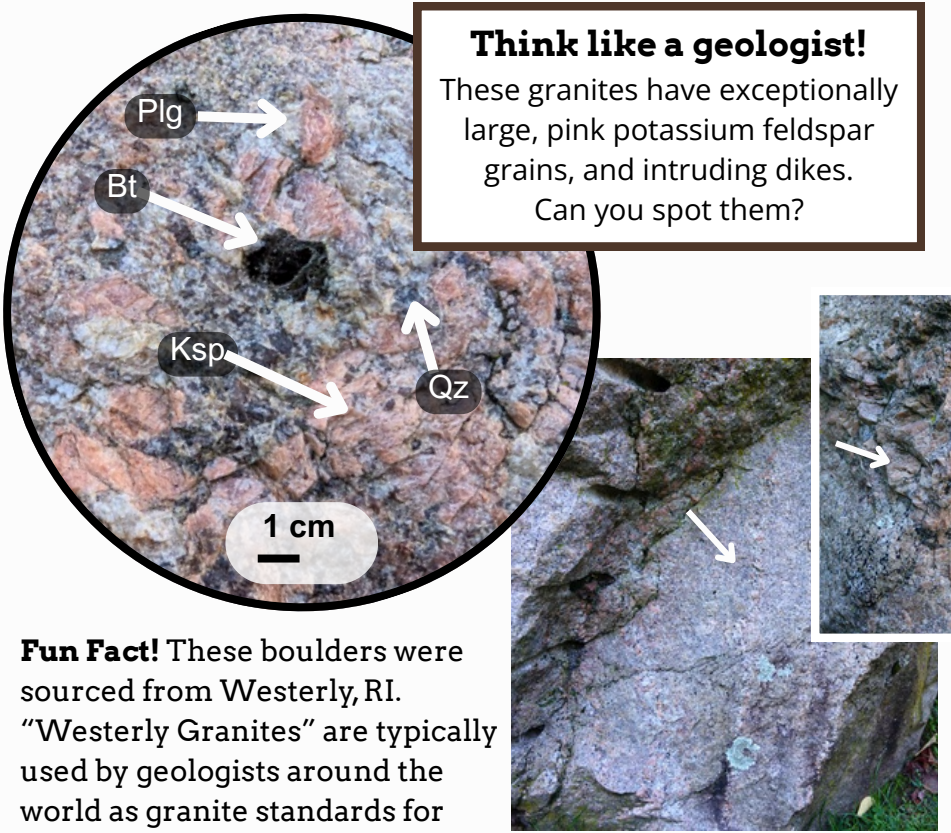 Think like a geologist!
These granites have exceptionally
large, pink potassium feldspar
grains, and intruding dikes.
Can you spot them?
Plg
Bt
Ksp
Qz
1 cm
Fun Fact! These boulders were
sourced from Westerly, RI.
“Westerly Granites” are typically
used by geologists around the
world as granite standards for